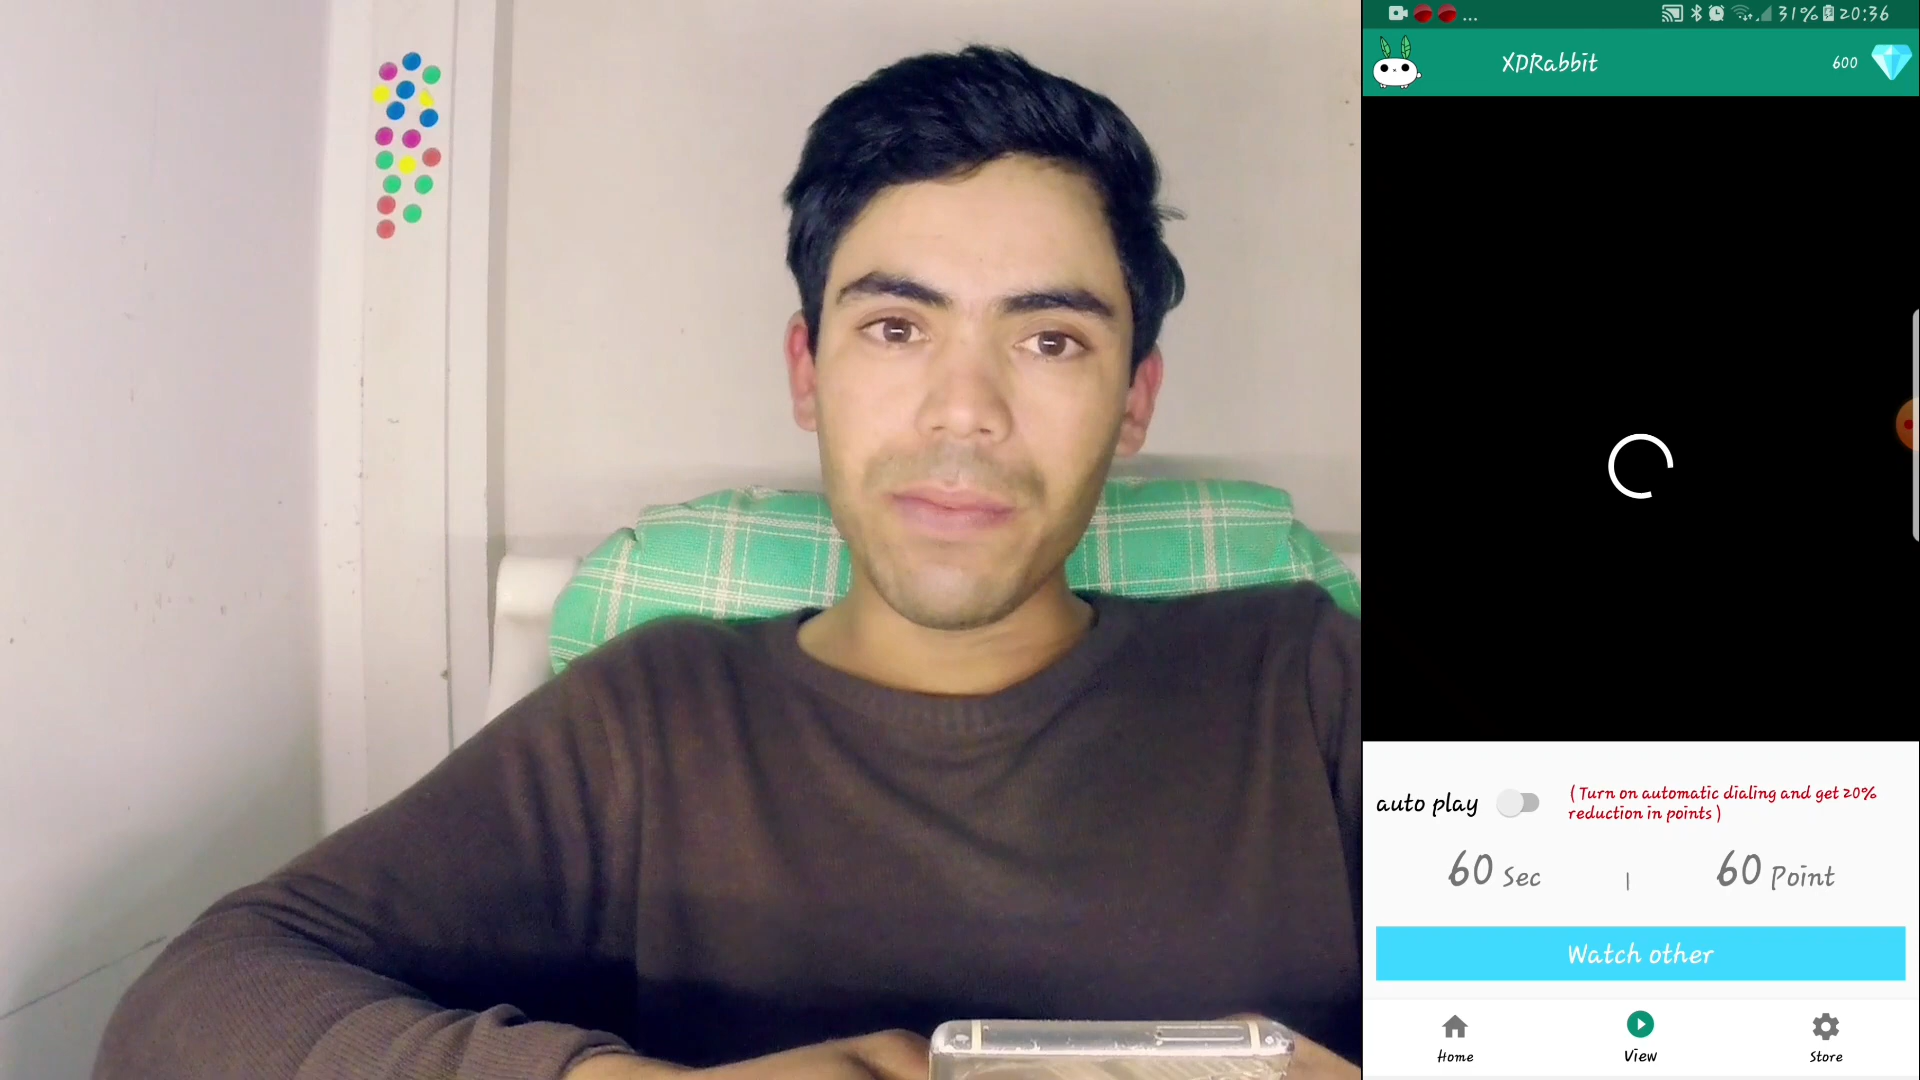 ... 31% 20:36
XDRabbit 600
auto play
( Turn on automatic dialing and get 20%
reduction in points )
60 Sec | 60 Point
Watch other
Home View Store